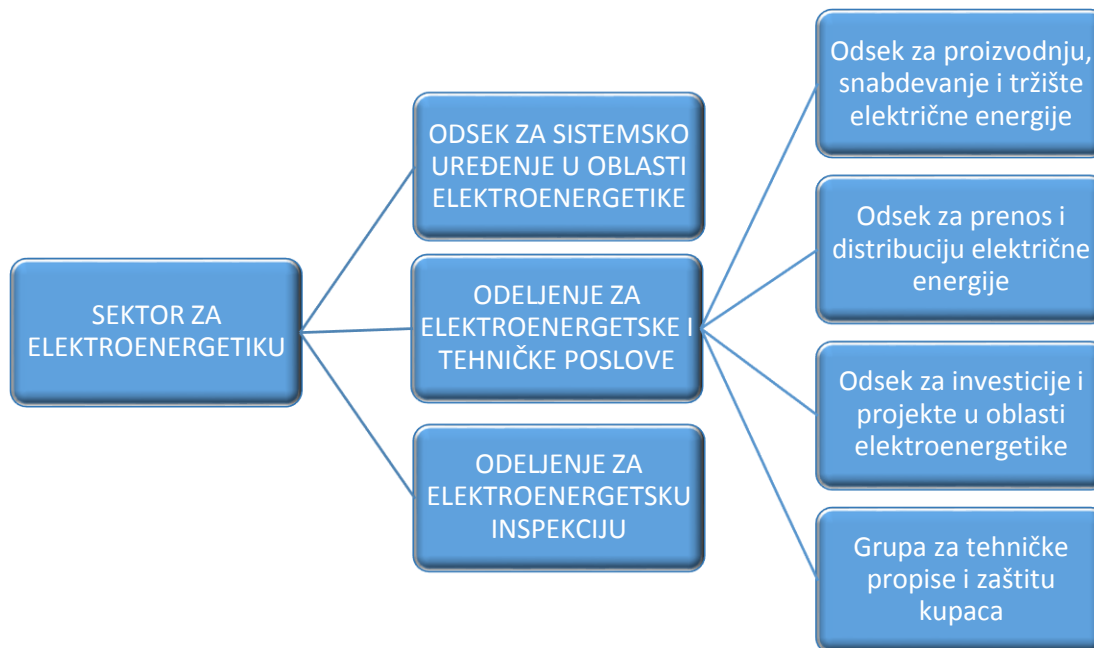 SEKTOR ZA
ELEKTROENERGETIKU
ODSEK ZA SISTEMSKO
UREĐENJE U OBLASTI
ELEKTROENERGETIKE
ODELJENJE ZA
ELEKTROENERGETSKE I
TEHNIČKE POSLOVE
ODELJENJE ZA
ELEKTROENERGETSKU
INSPEKCIJU
Odsek za proizvodnju,
snabdevanje i tržište
električne energije
Odsek za prenos i
distribuciju električne
energije
Odsek za investicije i
projekte u oblasti
elektroenergetike
Grupa za tehničke
propise i zaštitu
kupaca